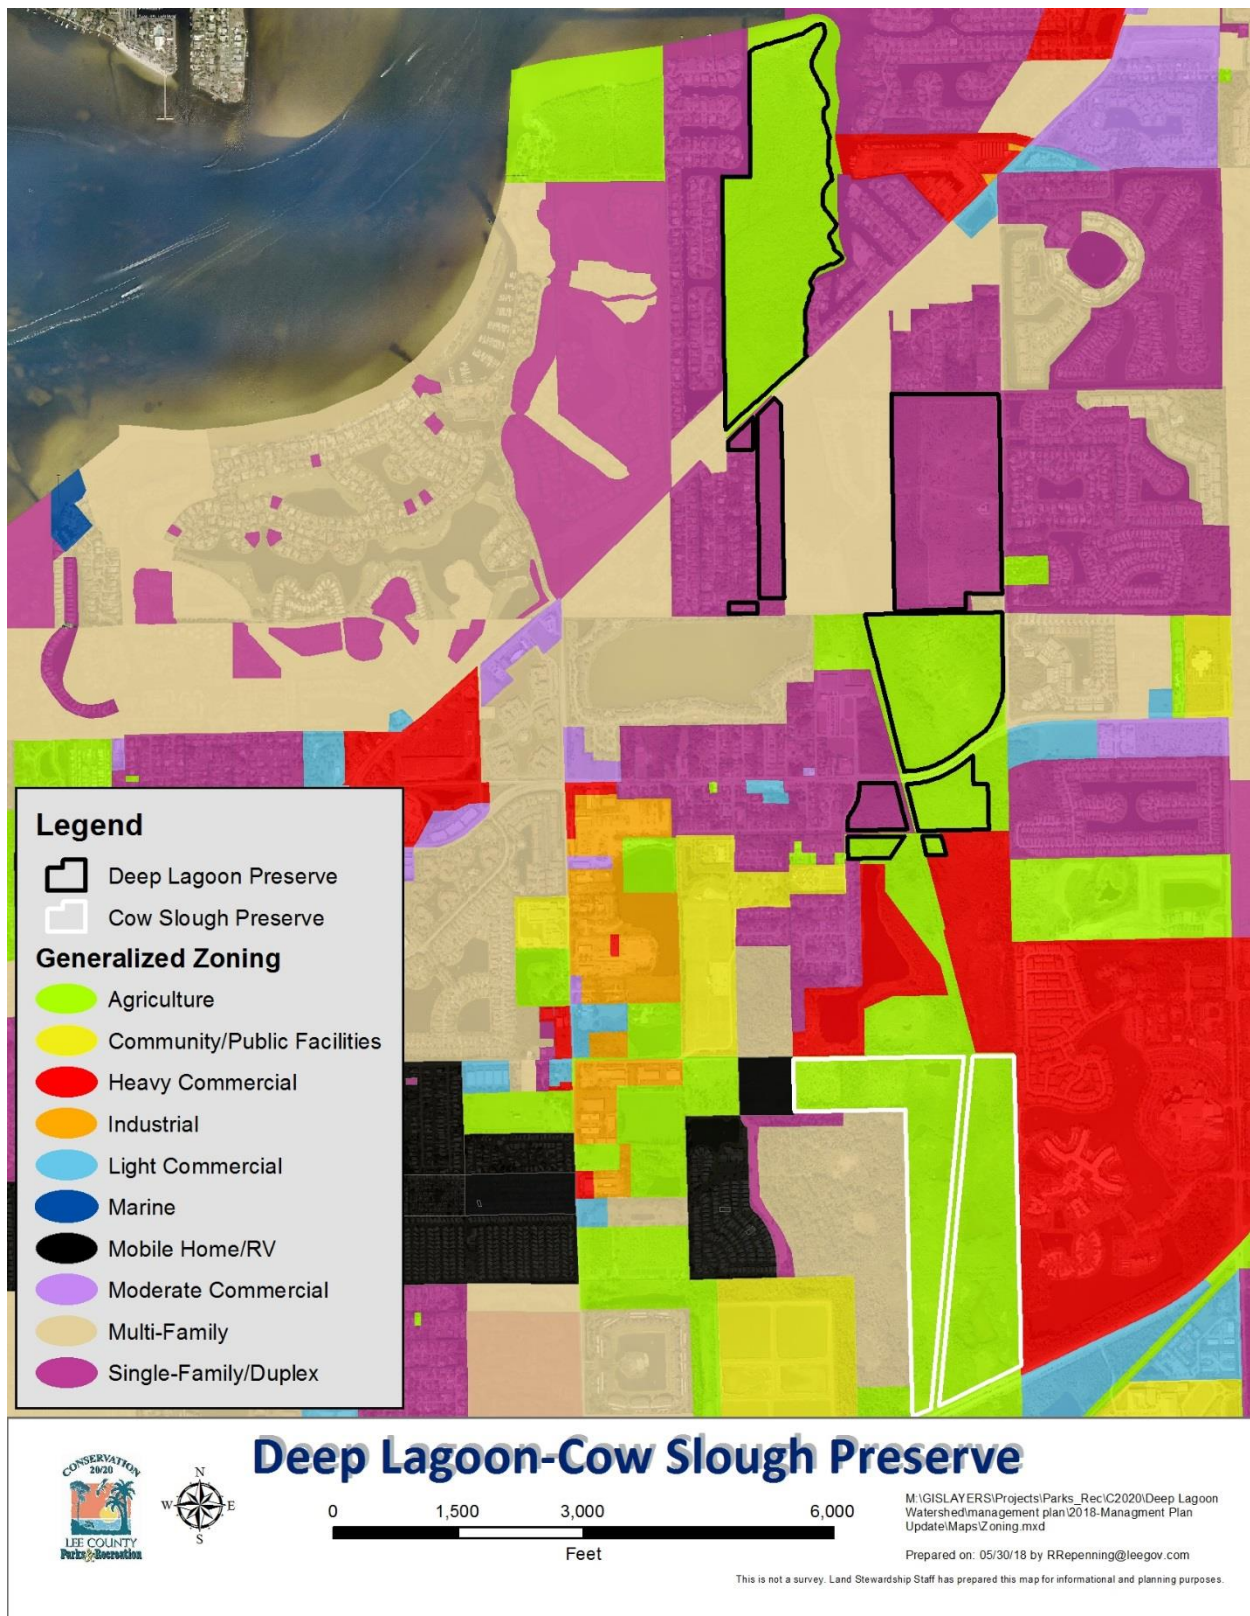 Legend
Deep Lagoon Preserve
Cow Slough Preserve
Generalized Zoning
Agriculture
Community/Public Facilities
Heavy Commercial
Industrial
Light Commercial
Marine
Mobile Home/RV
Moderate Commercial
Multi-Family
Single-Family/Duplex
CONSERVATION
20/20
LEE COUNTY
Parks & Recreation
N
W E
S
Deep Lagoon-Cow Slough Preserve
0 1,500 3,000 6,000
Feet
M:\GISLAYERS\Projects\Parks_Rec\C2020\Deep Lagoon
Watershed\management plan\2018-Managment Plan
Update\Maps\Zoning.mxd
Prepared on: 05/30/18 by RRepenning@leegov.com
This is not a survey. Land Stewardship Staff has prepared this map for informational and planning purposes.